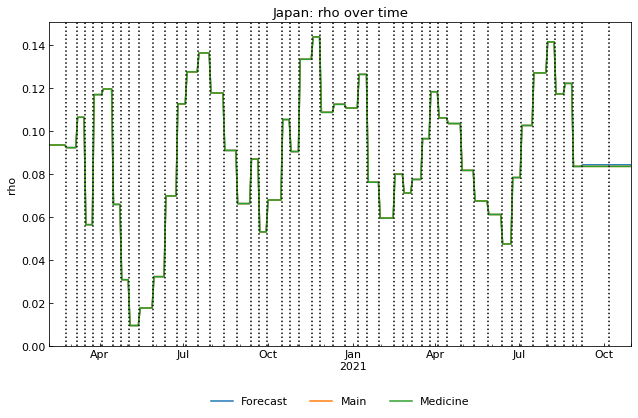 Japan: rho over time
0.14
0.12
0.10
0.08
0.06
0.04
0.02
0.00
rho
Apr Jul Oct Jan Apr Jul Oct
2021
Forecast Main Medicine